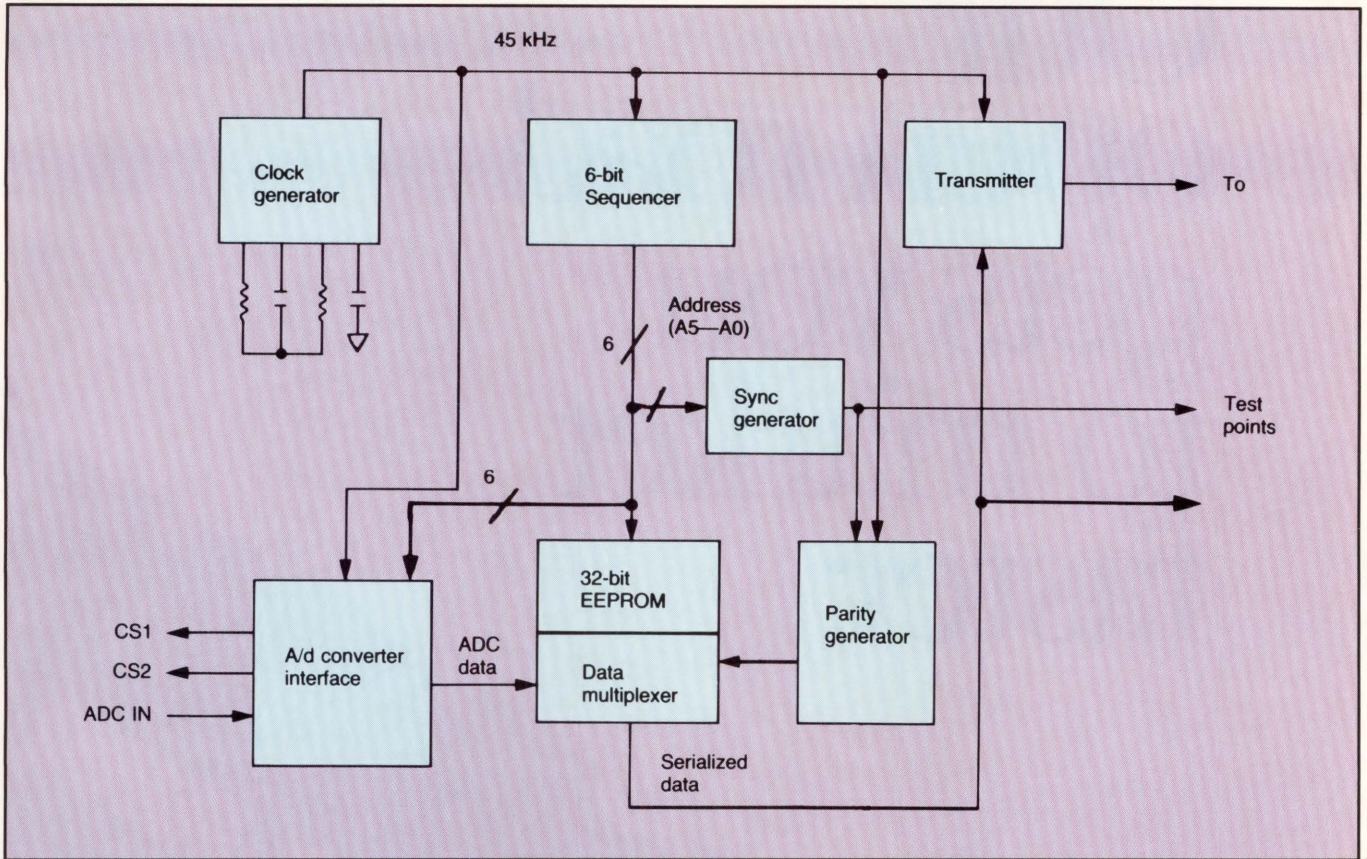 45 kHz
Clock
generator
6-bit
Sequencer
Transmitter
To
Address
(A5—A0)
6
Sync
generator
Test
points
6
32-bit
EEPROM
Parity
generator
CS1
CS2
ADC IN
A/d converter
interface
ADC
data
Data
multiplexer
Serialized
data